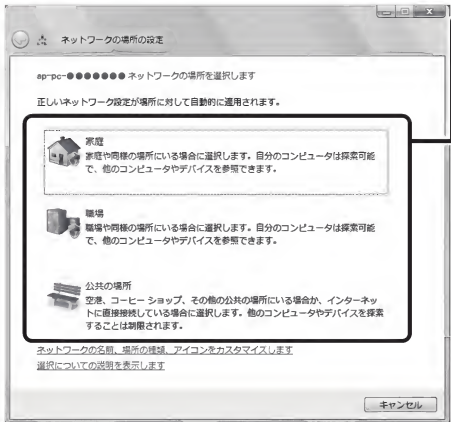 ネットワークの場所の設定
ap-pc-●●●●●●● ネットワークの場所を選択します
正しいネットワーク設定が場所に対して自動的に適用されます。
家庭
家庭や同様の場所にいる場合に選択します。自分のコンピュータは探索可能
で、他のコンピュータやデバイスを参照できます。
職場
職場や同様の場所にいる場合に選択します。自分のコンピュータは探索可能
で、他のコンピュータやデバイスを参照できます。
公共の場所
空港、コーヒー ショップ、その他の公共の場所にいる場合か、インターネッ
トに直接接続している場合に選択します。他のコンピュータやデバイスを探索
することは制限されます。
ネットワークの名前、場所の種類、アイコンをカスタマイズします
選択についての説明を表示します
キャンセル